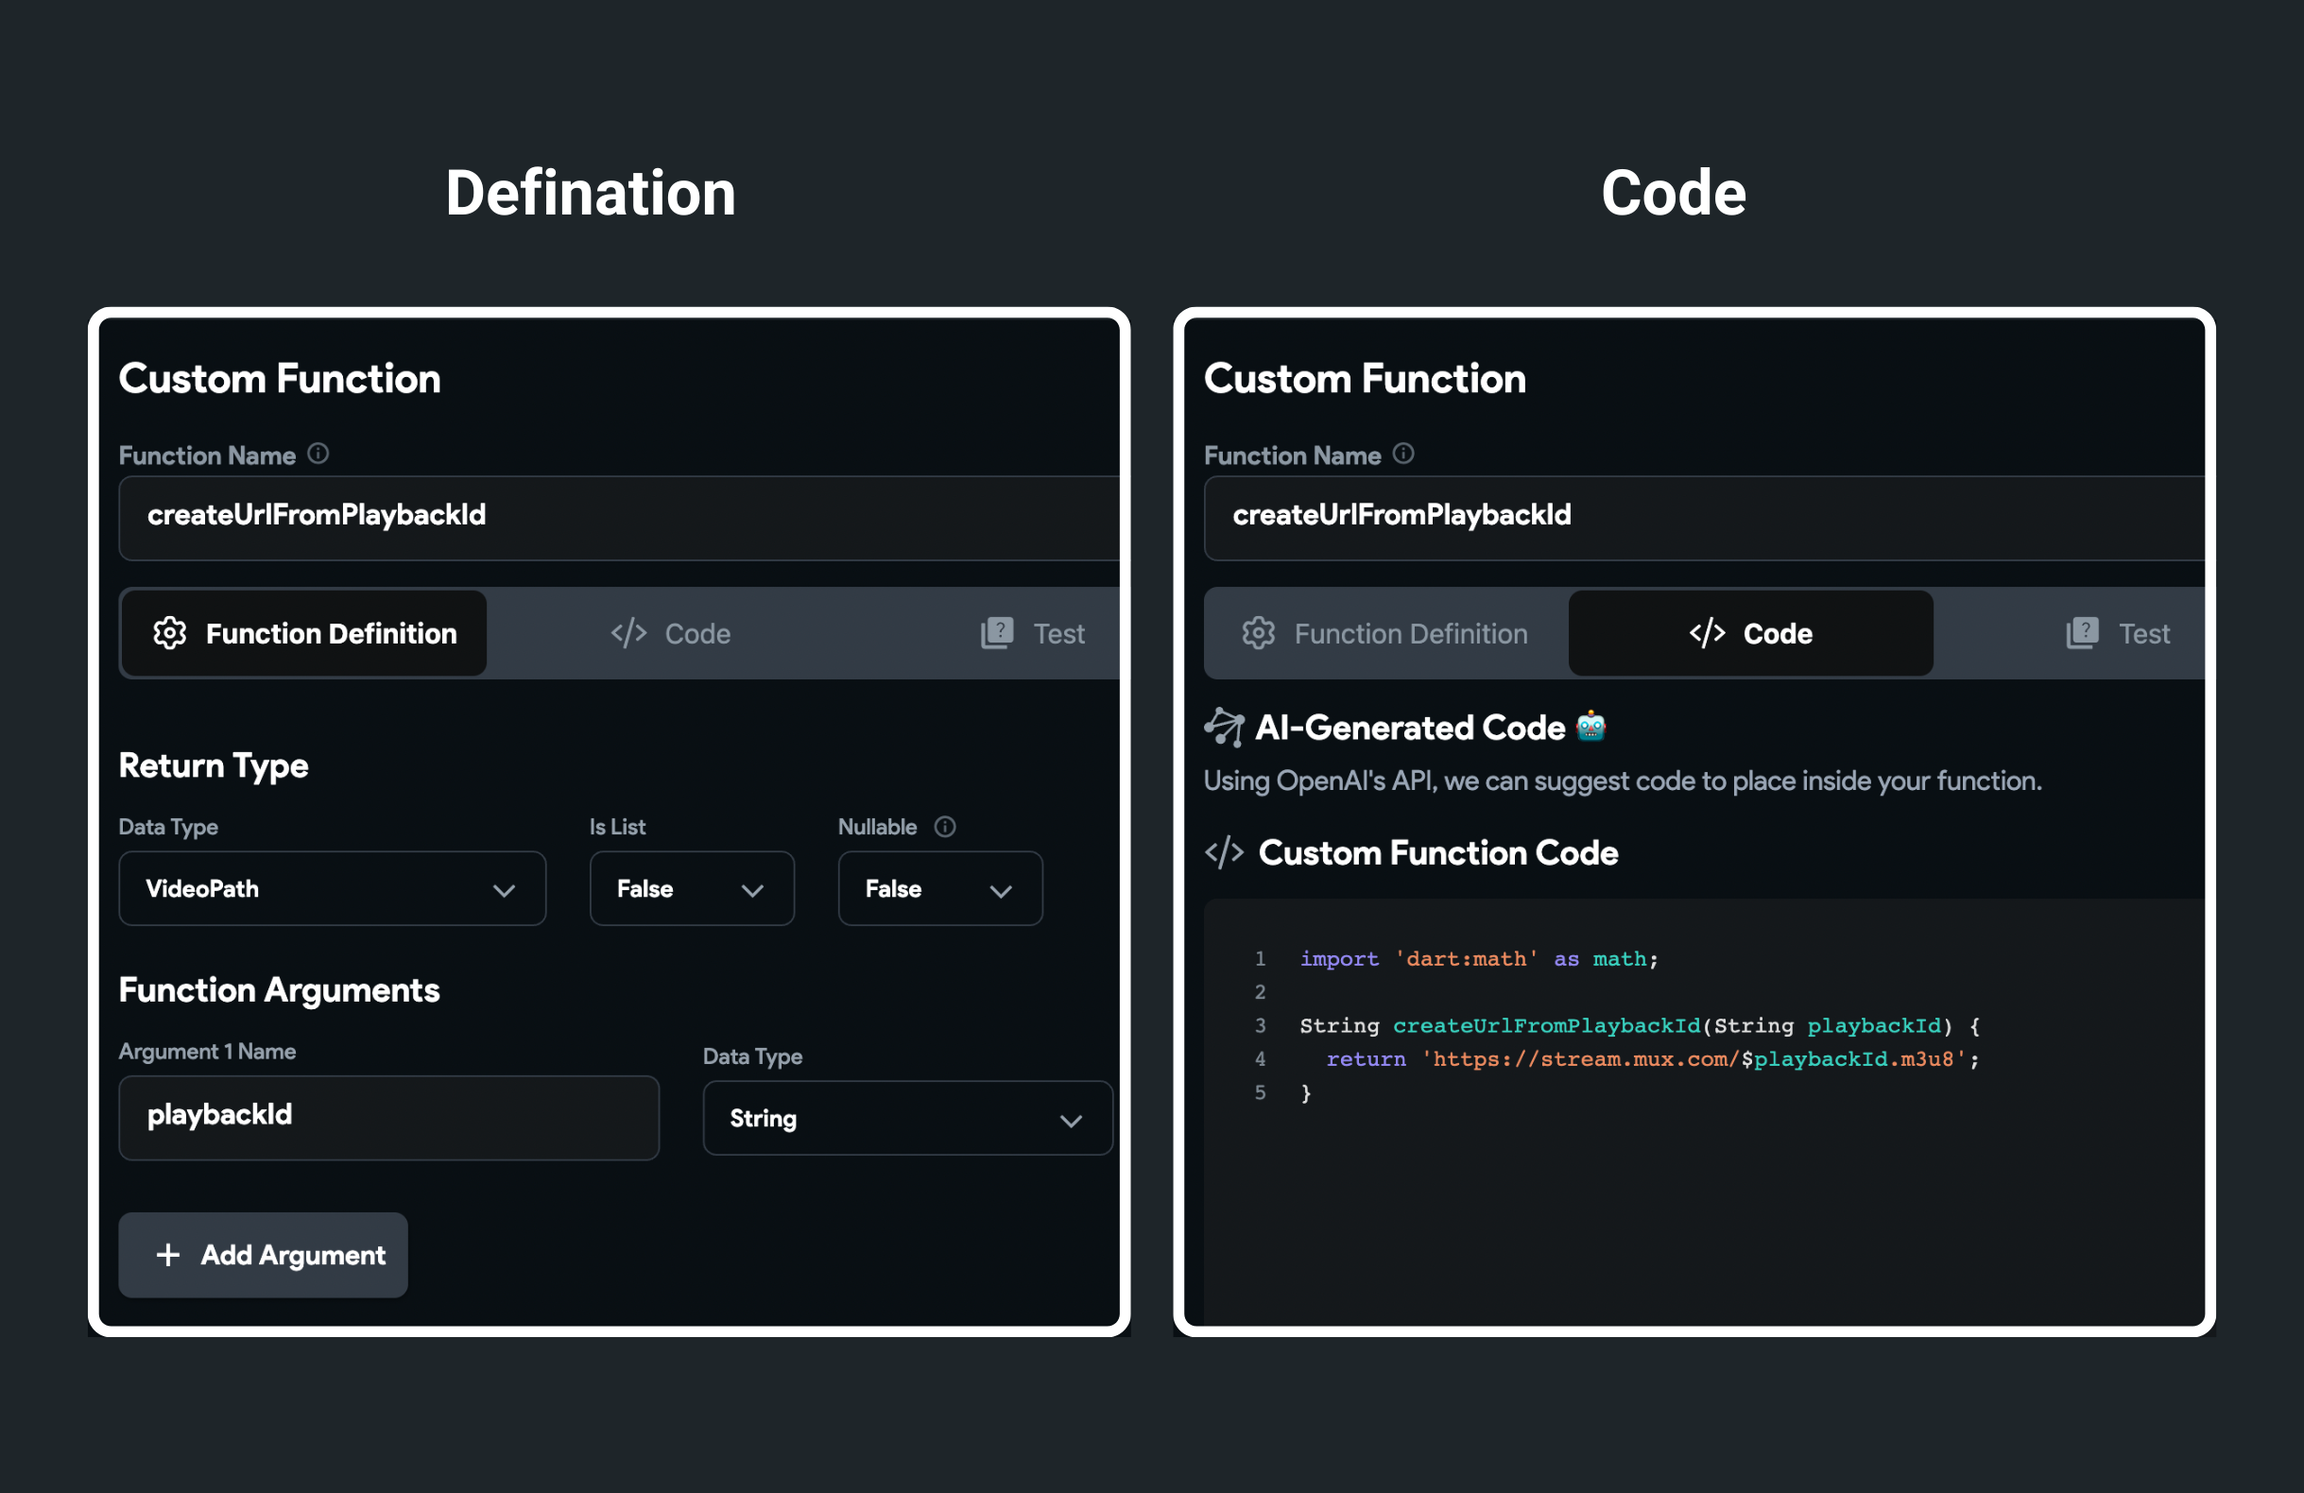 Defination
Custom Function
Function Name
createUrlFromPlaybackId
Function Definition
Code
Test
Return Type
Data Type
Is List
Nullable
VideoPath
False
False
Function Arguments
Argument 1 Name
Data Type
playbackId
String
+ Add Argument
Code
Custom Function
Function Name
createUrlFromPlaybackId
Function Definition
</> Code
Test
AI-Generated Code 🤖
Using OpenAI's API, we can suggest code to place inside your function.
</> Custom Function Code
1 import 'dart:math' as math;
2
3 String createUrlFromPlaybackId(String playbackId) {
4   return 'https://stream.mux.com/$playbackId.m3u8';
5 }